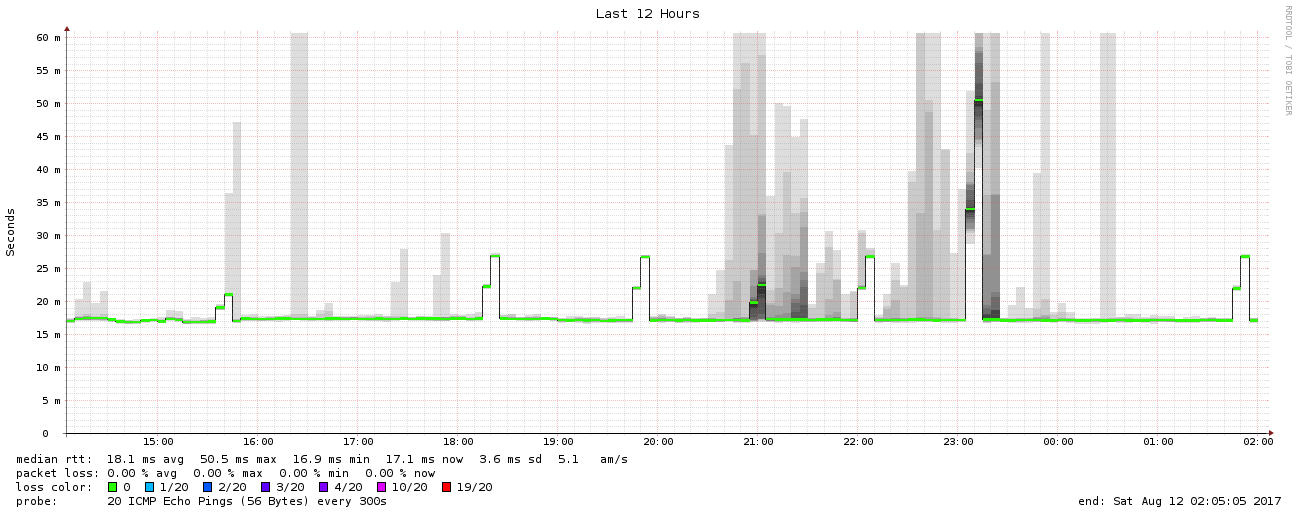 Last 12 Hours
RRDTOOL / TOBI OETIKER
Seconds
60 m
55 m
50 m
45 m
40 m
35 m
30 m
25 m
20 m
15 m
10 m
5 m
0
15:00 16:00 17:00 18:00 19:00 20:00 21:00 22:00 23:00 00:00 01:00 02:00
median rtt: 18.1 ms avg 50.5 ms max 16.9 ms min 17.1 ms now 3.6 ms sd 5.1 am/s
packet loss: 0.00 % avg 0.00 % max 0.00 % min 0.00 % now
loss color: 0 1/20 2/20 3/20 4/20 10/20 19/20
probe: 20 ICMP Echo Pings (56 Bytes) every 300s end: Sat Aug 12 02:05:05 2017